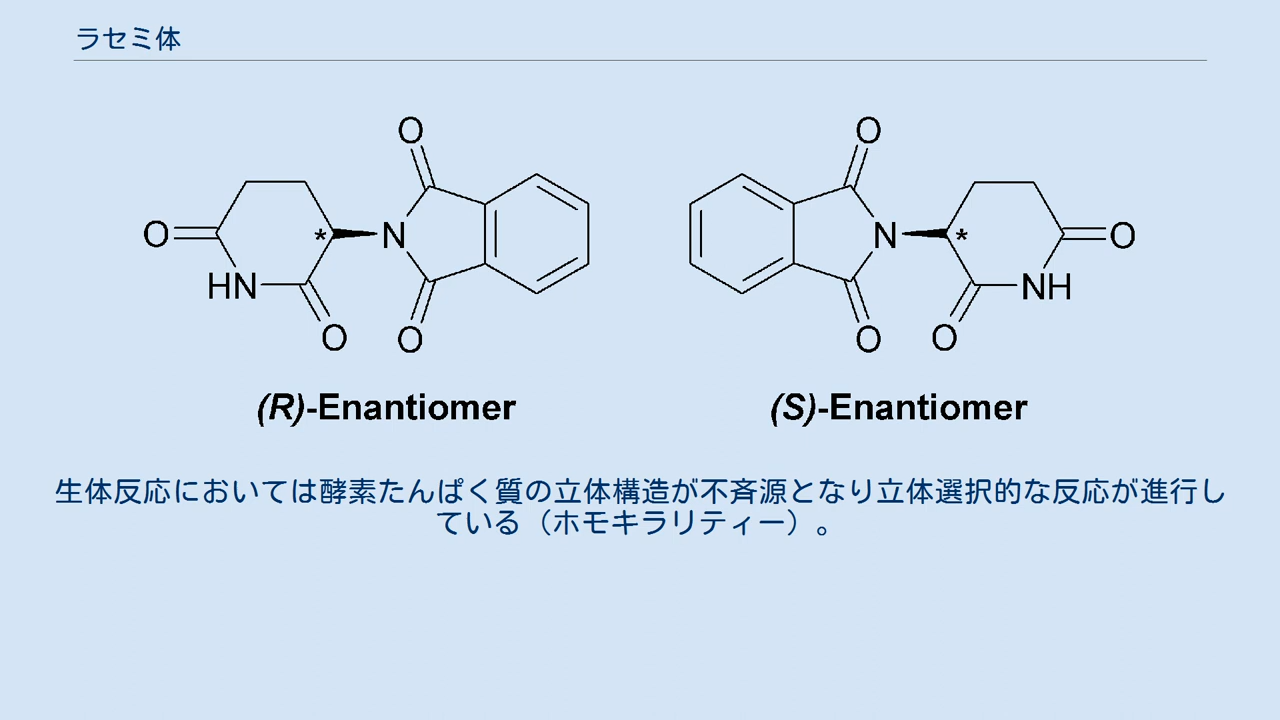 ラセミ体
O O
O * N
HN
O O
(R)-Enantiomer
O
N * O
NH
O O
(S)-Enantiomer
生体反応においては酵素たんぱく質の立体構造が不斉源となり立体選択的な反応が進行し
ている（ホモキラリティー）。